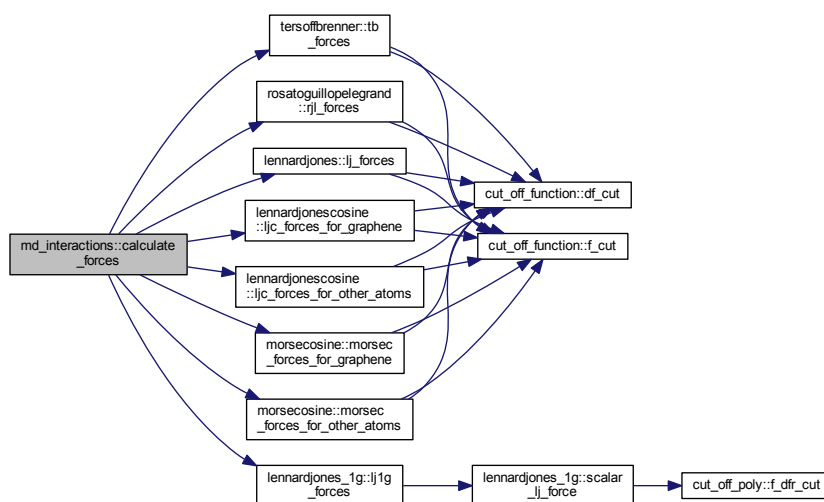 tersoffbrenner::tb
_forces
rosatoguillopelegrand
::rjl_forces
lennardjones::lj_forces
cut_off_function::df_cut
lennardjonescosine
::ljc_forces_for_graphene
md_interactions::calculate
_forces
cut_off_function::f_cut
lennardjonescosine
::ljc_forces_for_other_atoms
morsecosine::morsec
_forces_for_graphene
morsecosine::morsec
_forces_for_other_atoms
lennardjones_1g::lj1g
_forces
lennardjones_1g::scalar
_lj_force
cut_off_poly::f_dfr_cut